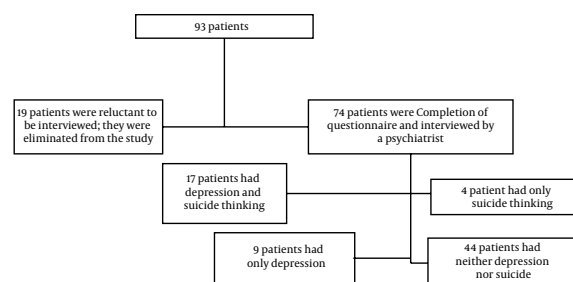 93 patients
19 patients were reluctant to
be interviewed; they were
eliminated from the study
74 patients were Completion of
questionnaire and interviewed by
a psychiatrist
17 patients had
depression and
suicide thinking
4 patient had only
suicide thinking
9 patients had
only depression
44 patients had
neither depression
nor suicide